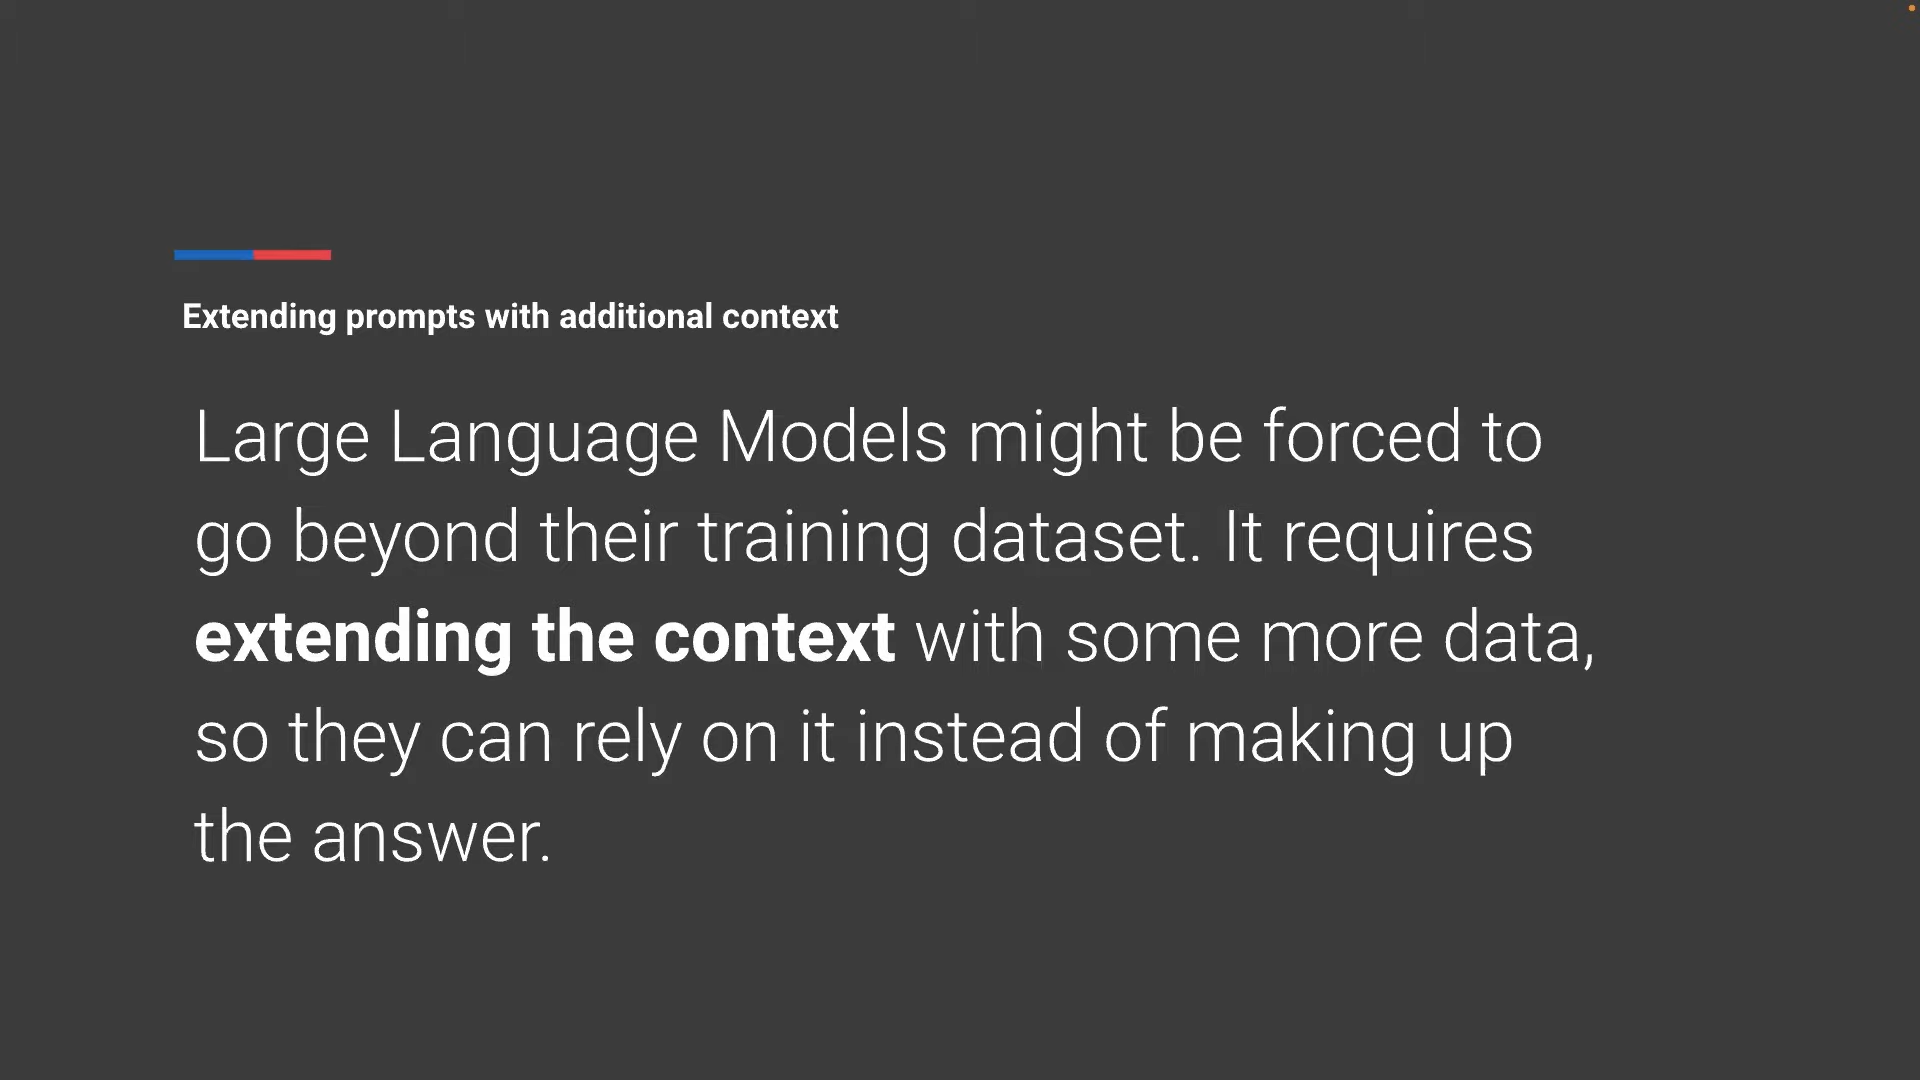 Extending prompts with additional context
Large Language Models might be forced to
go beyond their training dataset. It requires
extending the context with some more data,
so they can rely on it instead of making up
the answer.